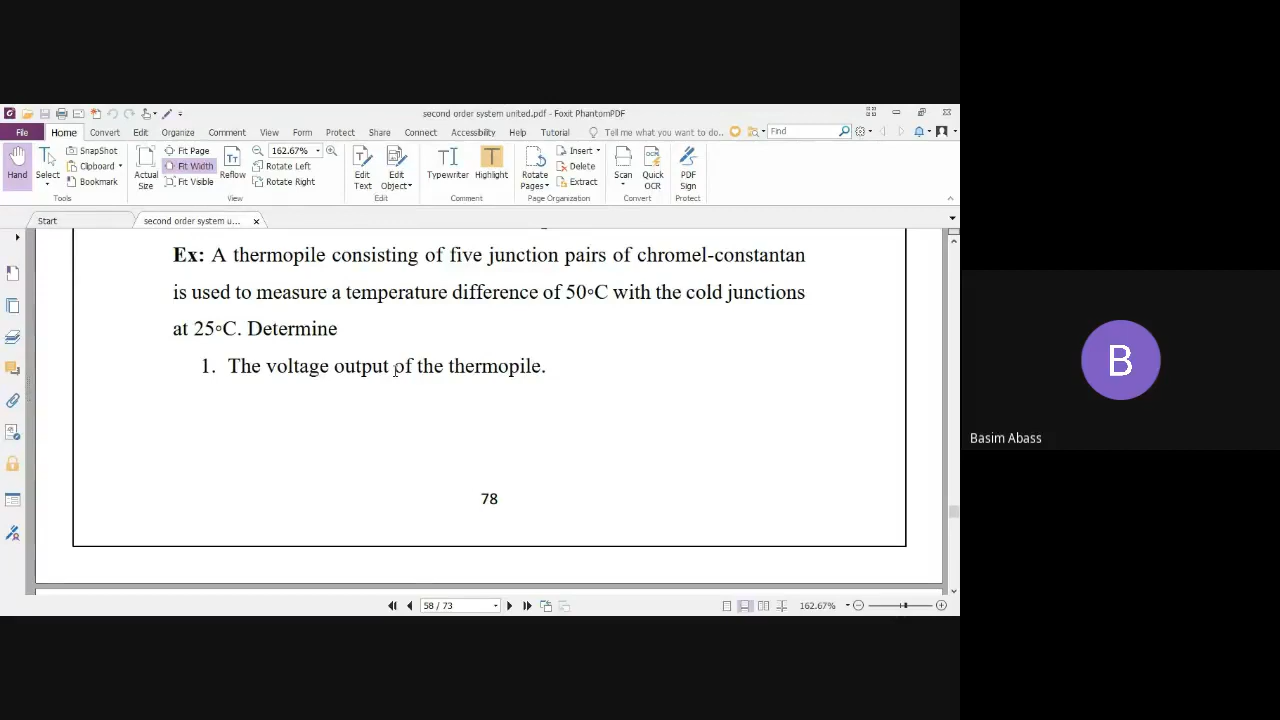 second order system united.pdf - Foxit PhantomPDF
File Home Convert Edit Organize Comment View Form Protect Share Connect Accessibility Help Tutorial Tell me what you want to do.. Find
Hand
Select
SnapShot
Clipboard
Bookmark
Tools
Actual Size
Fit Page
Fit Width
Fit Visible
Reflow
162.67%
Rotate Left
Rotate Right
View
Edit Text
Edit Object
Edit
Typewriter
Highlight
Comment
Rotate Pages
Insert
Delete
Extract
Page Organization
Scan
Quick OCR
Convert
PDF Sign
Protect
Start
second order system u...
Ex: A thermopile consisting of five junction pairs of chromel-constantan
is used to measure a temperature difference of 50∘C with the cold junctions
at 25∘C. Determine
1. The voltage output of the thermopile.
78
58 / 73
162.67%
B
Basim Abass